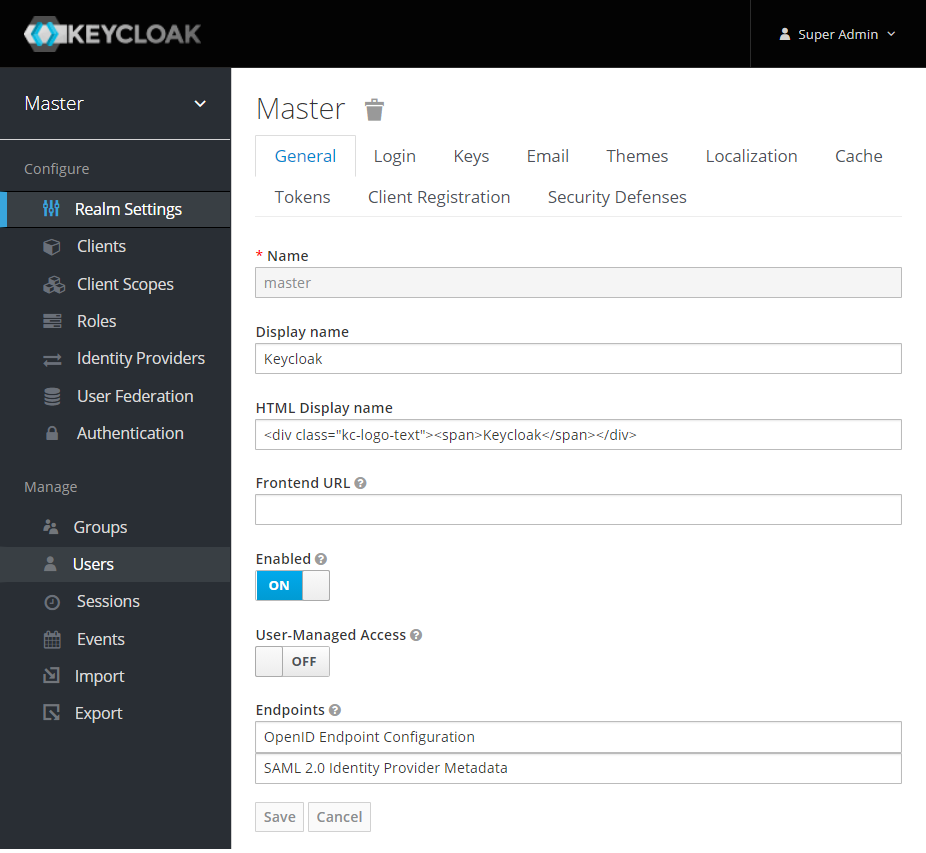 KEYCLOAK
Super Admin
Master
Configure
Realm Settings
Clients
Client Scopes
Roles
Identity Providers
User Federation
Authentication
Manage
Groups
Users
Sessions
Events
Import
Export
Master
General Login Keys Email Themes Localization Cache
Tokens Client Registration Security Defenses
* Name
master
Display name
Keycloak
HTML Display name
<div class="kc-logo-text"><span>Keycloak</span></div>
Frontend URL ?
Enabled ?
ON
User-Managed Access ?
OFF
Endpoints ?
OpenID Endpoint Configuration
SAML 2.0 Identity Provider Metadata
Save Cancel